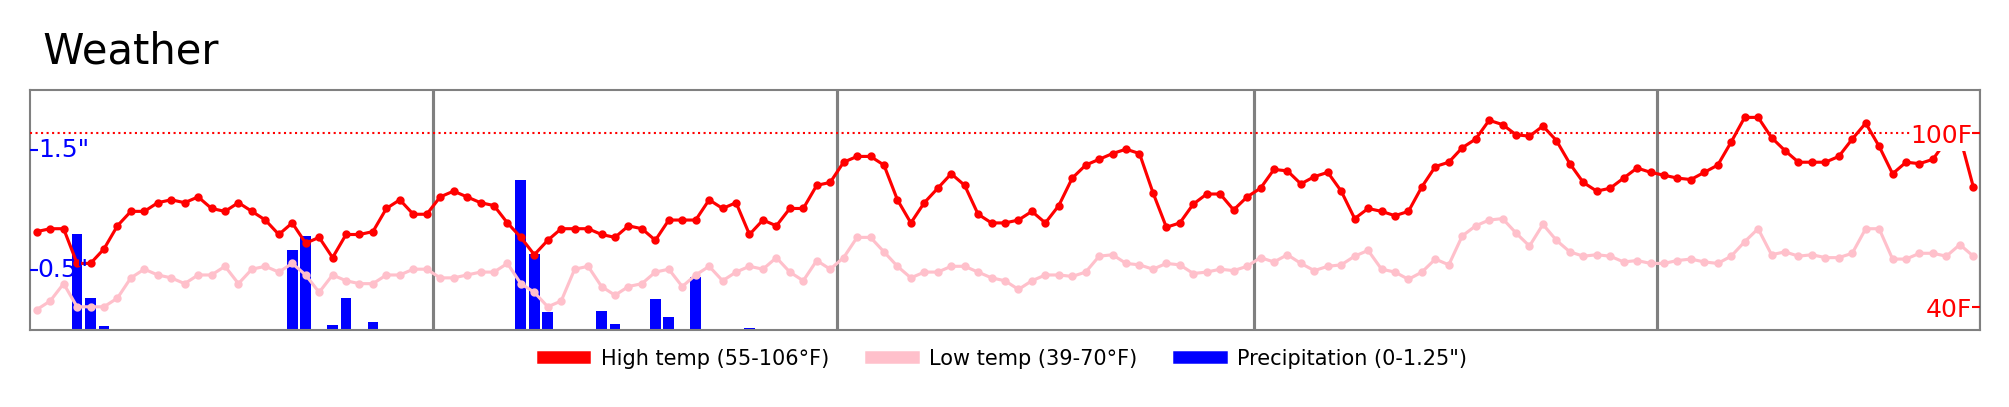 Weather
1.5"
0.5"
100F
40F
High temp (55-106°F)
Low temp (39-70°F)
Precipitation (0-1.25")